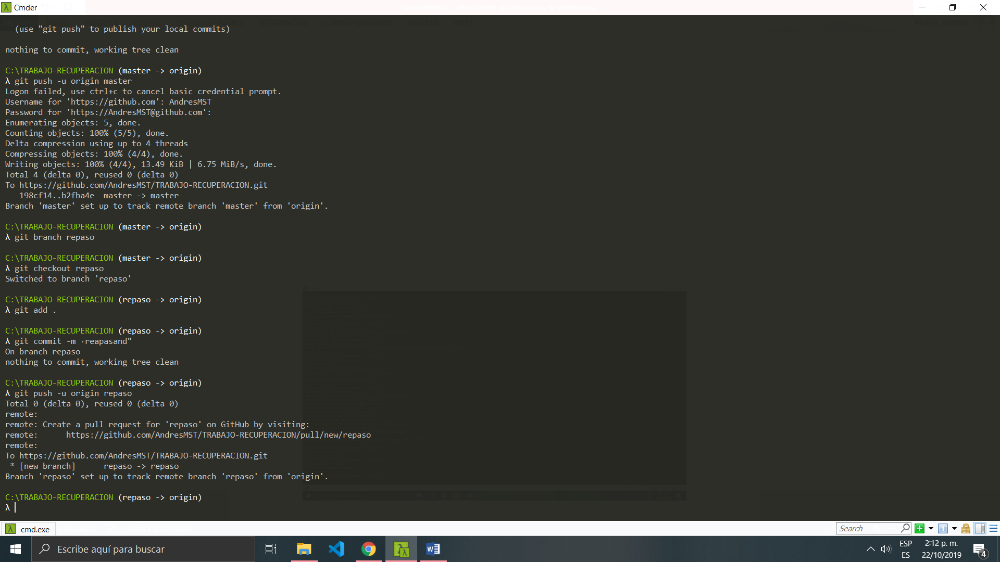 Cmder
(use "git push" to publish your local commits)
nothing to commit, working tree clean
C:\TRABAJO-RECUPERACION (master -> origin)
λ git push -u origin master
Logon failed, use ctrl+c to cancel basic credential prompt.
Username for 'https://github.com': AndresMST
Password for 'https://AndresMST@github.com':
Enumerating objects: 5, done.
Counting objects: 100% (5/5), done.
Delta compression using up to 4 threads
Compressing objects: 100% (4/4), done.
Writing objects: 100% (4/4), 13.49 KiB | 6.75 MiB/s, done.
Total 4 (delta 0), reused 0 (delta 0)
To https://github.com/AndresMST/TRABAJO-RECUPERACION.git
198cf14..b2fba4e  master -> master
Branch 'master' set up to track remote branch 'master' from 'origin'.
C:\TRABAJO-RECUPERACION (master -> origin)
λ git branch repaso
C:\TRABAJO-RECUPERACION (master -> origin)
λ git checkout repaso
Switched to branch 'repaso'
C:\TRABAJO-RECUPERACION (repaso -> origin)
λ git add .
C:\TRABAJO-RECUPERACION (repaso -> origin)
λ git commit -m ·reapasand"
On branch repaso
nothing to commit, working tree clean
C:\TRABAJO-RECUPERACION (repaso -> origin)
λ git push -u origin repaso
Total 0 (delta 0), reused 0 (delta 0)
remote:
remote: Create a pull request for 'repaso' on GitHub by visiting:
remote:      https://github.com/AndresMST/TRABAJO-RECUPERACION/pull/new/repaso
remote:
To https://github.com/AndresMST/TRABAJO-RECUPERACION.git
* [new branch]      repaso -> repaso
Branch 'repaso' set up to track remote branch 'repaso' from 'origin'.
C:\TRABAJO-RECUPERACION (repaso -> origin)
λ
cmd.exe
Search
Escribe aquí para buscar
ESP
ES
2:12 p. m.
22/10/2019
4